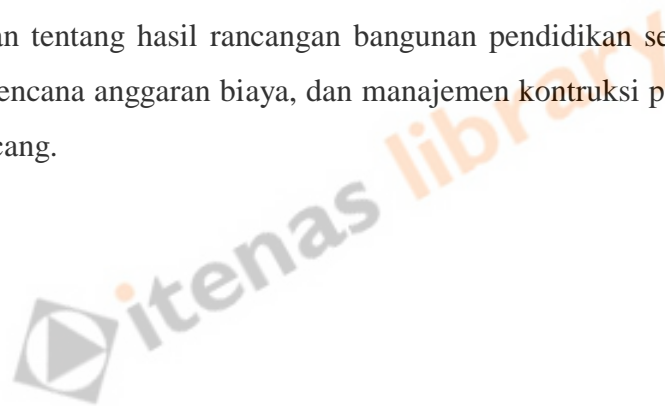 an tentang hasil rancangan bangunan pendidikan se
encana anggaran biaya, dan manajemen kontruksi p
cang.
itenas library